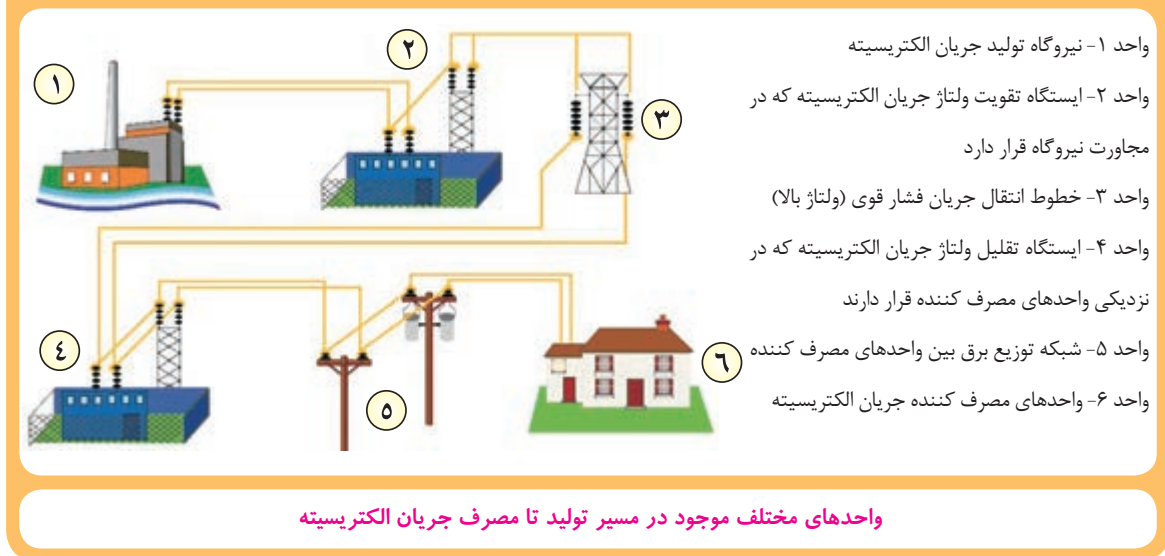 واحد ۱- نیروگاه تولید جریان الکتریسیته
واحد ۲- ایستگاه تقویت ولتاژ جریان الکتریسیته که در
مجاورت نیروگاه قرار دارد
واحد ۳- خطوط انتقال جریان فشار قوی (ولتاژ بالا)
واحد ۴- ایستگاه تقلیل ولتاژ جریان الکتریسیته که در
نزدیکی واحدهای مصرف کننده قرار دارند
واحد ۵- شبکه توزیع برق بین واحدهای مصرف کننده
واحد ۶- واحدهای مصرف کننده جریان الکتریسیته
۱
۲
۳
٤
۵
٦
واحدهای مختلف موجود در مسیر تولید تا مصرف جریان الکتریسیته